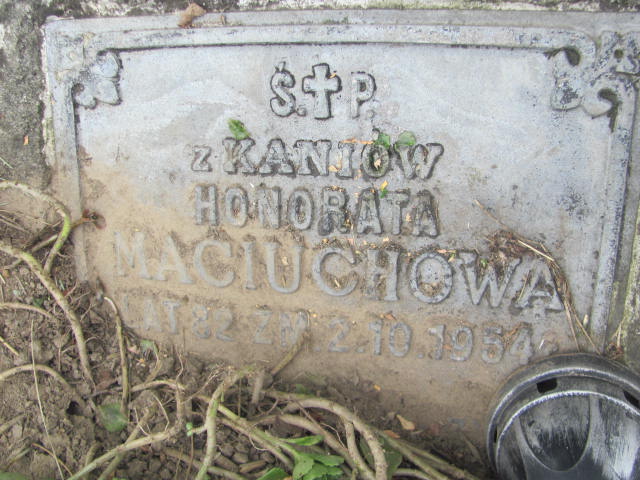 Ś.✝P.
z KANIÓW
HONORATA
MACIUCHOWA
LAT 82 ZM. 2.10.1954